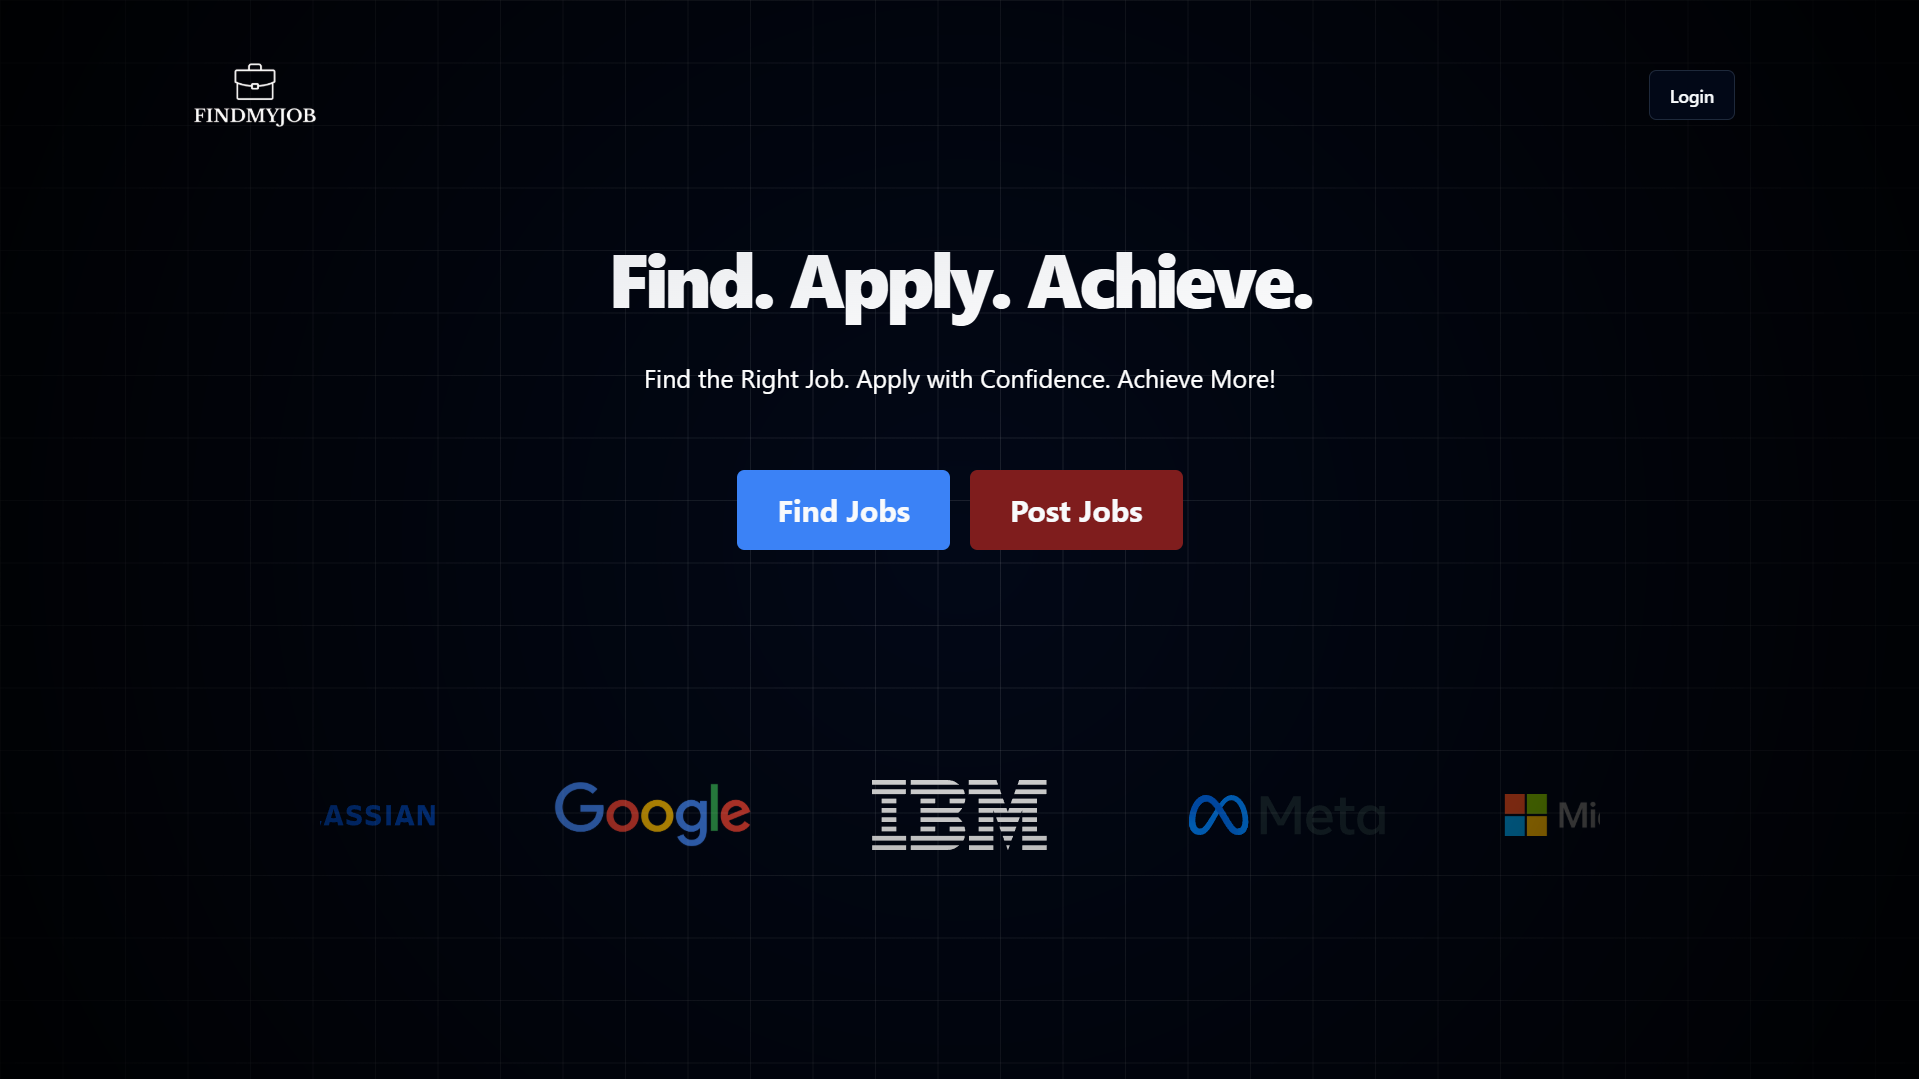 FINDMYJOB
Login
Find. Apply. Achieve.
Find the Right Job. Apply with Confidence. Achieve More!
Find Jobs
Post Jobs
ASSIAN
Google
IBM
Meta
Mi